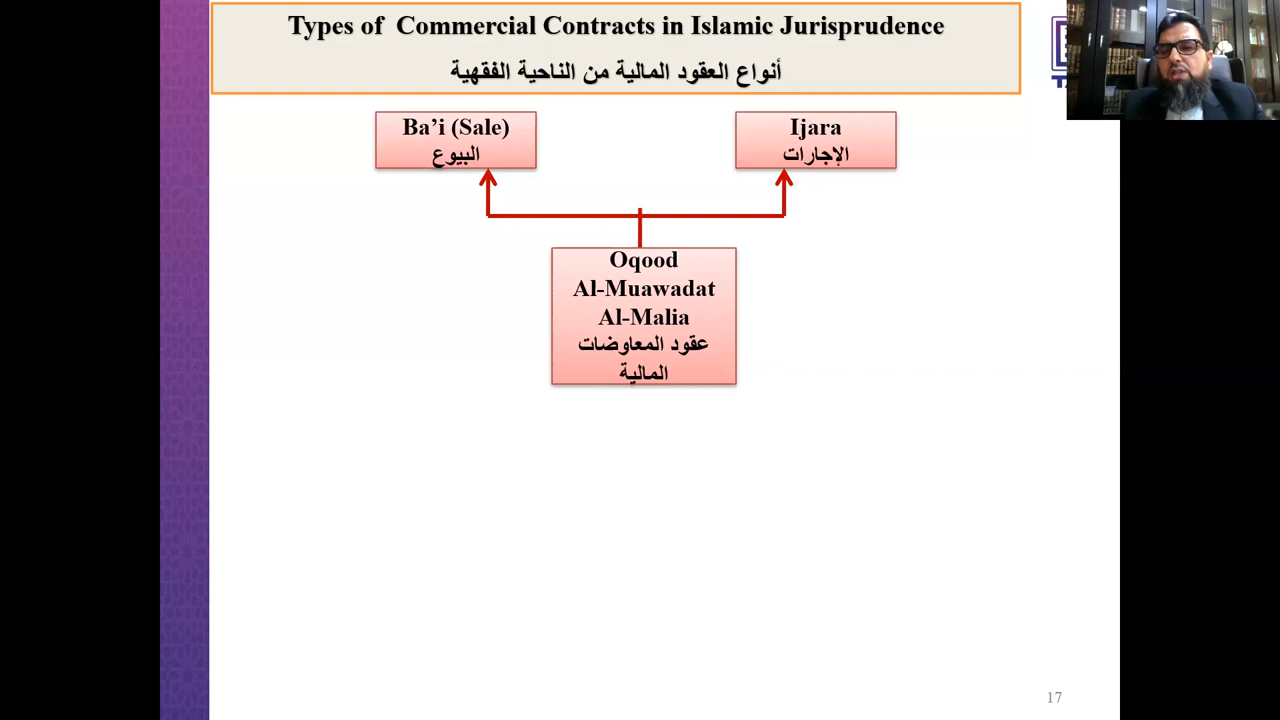 Types of Commercial Contracts in Islamic Jurisprudence
أنواع العقود المالية من الناحية الفقهية
Ba’i (Sale)
البيوع
Ijara
الإجارات
Oqood
Al-Muawadat
Al-Malia
عقود المعاوضات
المالية
17